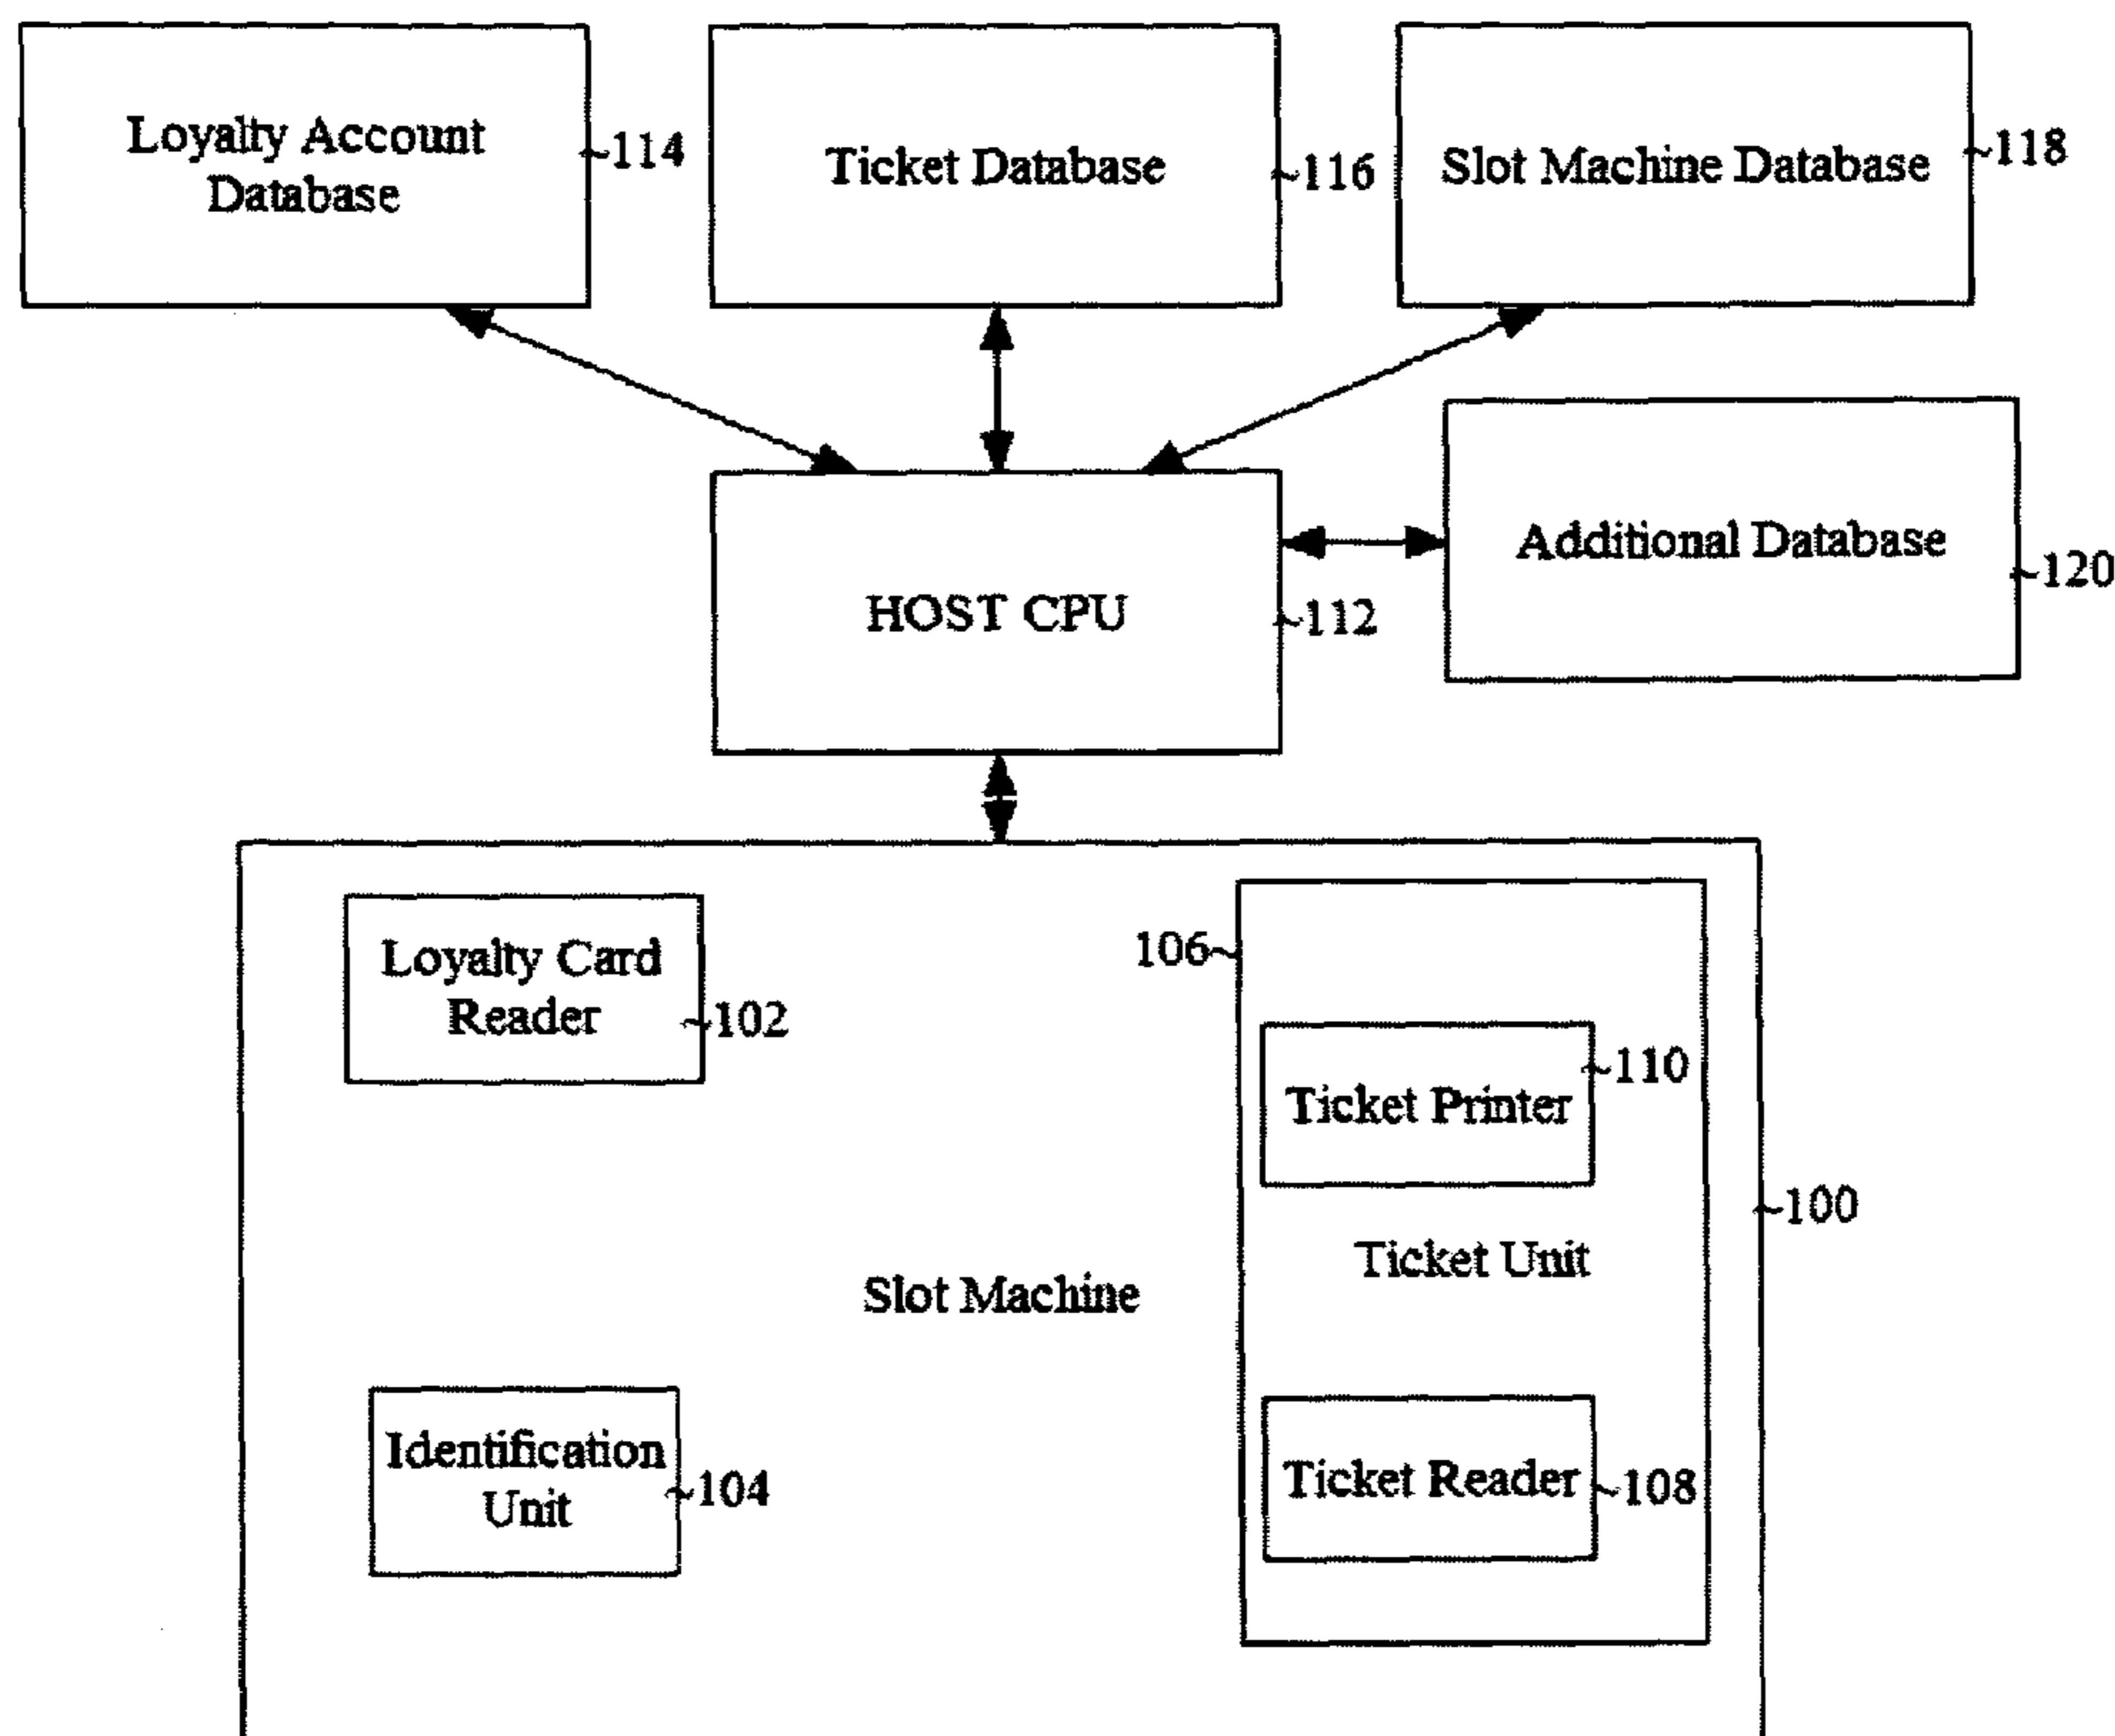 Loyalty Account
Database
114
Ticket Database
116
Slot Machine Database
118
Additional Database
120
HOST CPU
112
Loyalty Card
Reader
102
106
Ticket Printer
110
Ticket Unit
100
Slot Machine
Identification
Unit
104
Ticket Reader
108